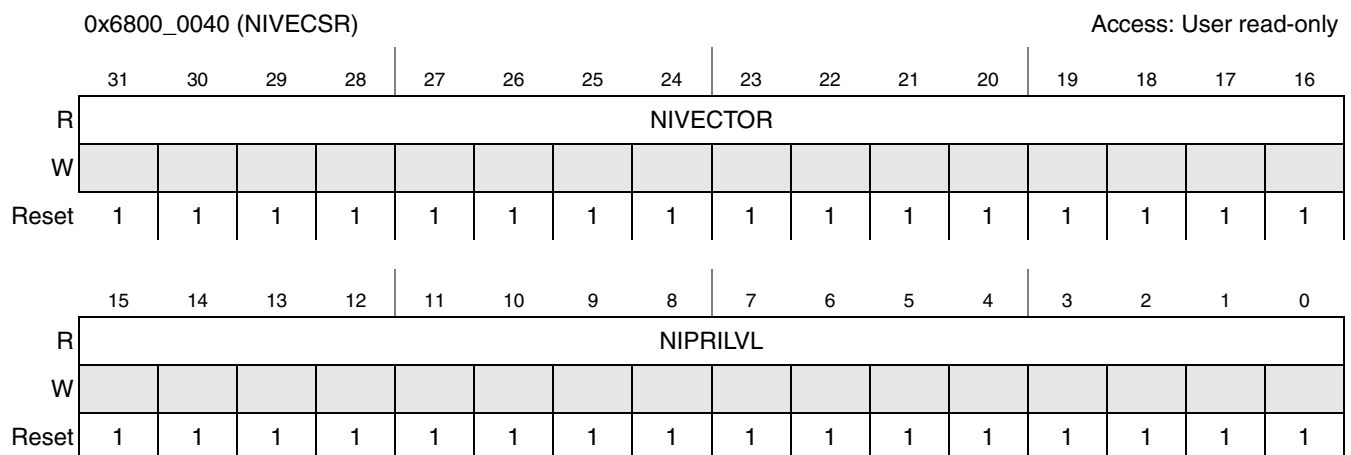 0x6800_0040 (NIVECSR) Access: User read-only
31 30 29 28 27 26 25 24 23 22 21 20 19 18 17 16
R NIVECTOR
W
Reset 1 1 1 1 1 1 1 1 1 1 1 1 1 1 1 1
15 14 13 12 11 10 9 8 7 6 5 4 3 2 1 0
R NIPRILVL
W
Reset 1 1 1 1 1 1 1 1 1 1 1 1 1 1 1 1